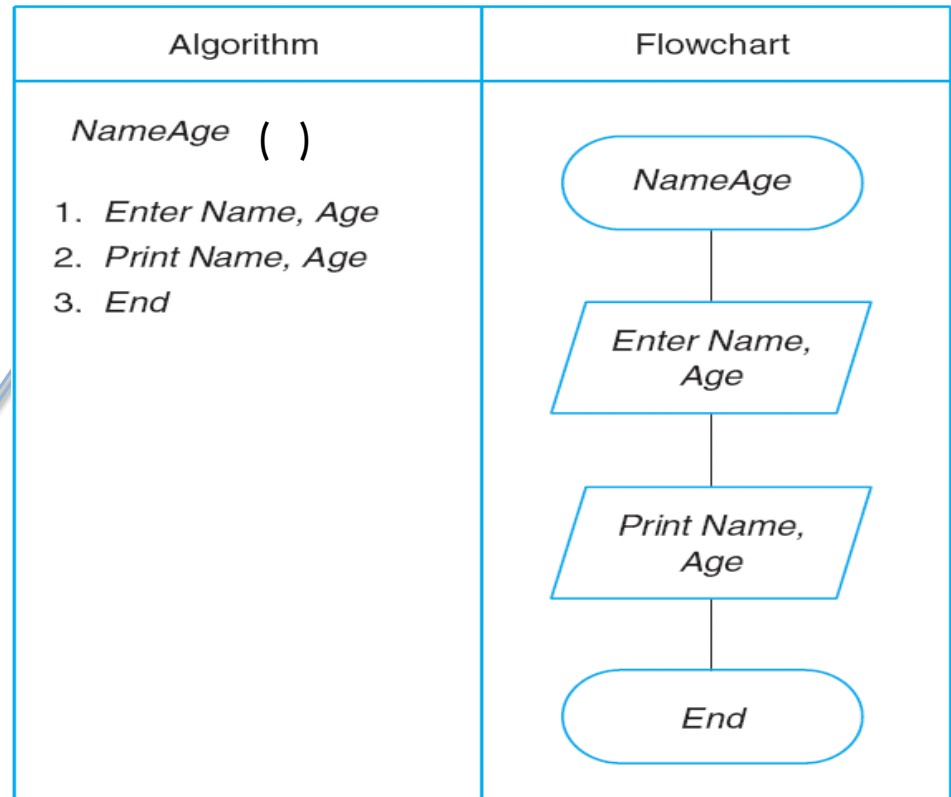 Algorithm
Flowchart
NameAge ( )
1. Enter Name, Age
2. Print Name, Age
3. End
NameAge
Enter Name,
Age
Print Name,
Age
End